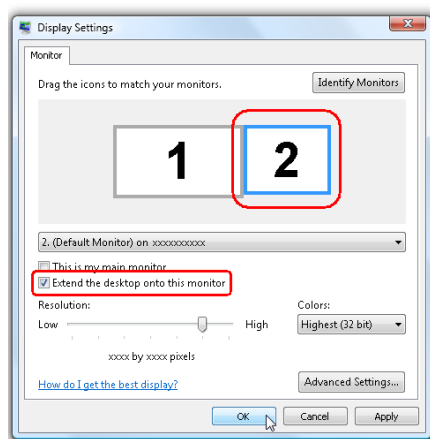 Display Settings
Monitor
Drag the icons to match your monitors.
Identify Monitors
1
2
2. (Default Monitor) on xxxxxxxxxx
This is my main monitor
Extend the desktop onto this monitor
Resolution:
Colors:
Low
High
Highest (32 bit)
xxxx by xxxx pixels
How do I get the best display?
Advanced Settings...
OK
Cancel
Apply